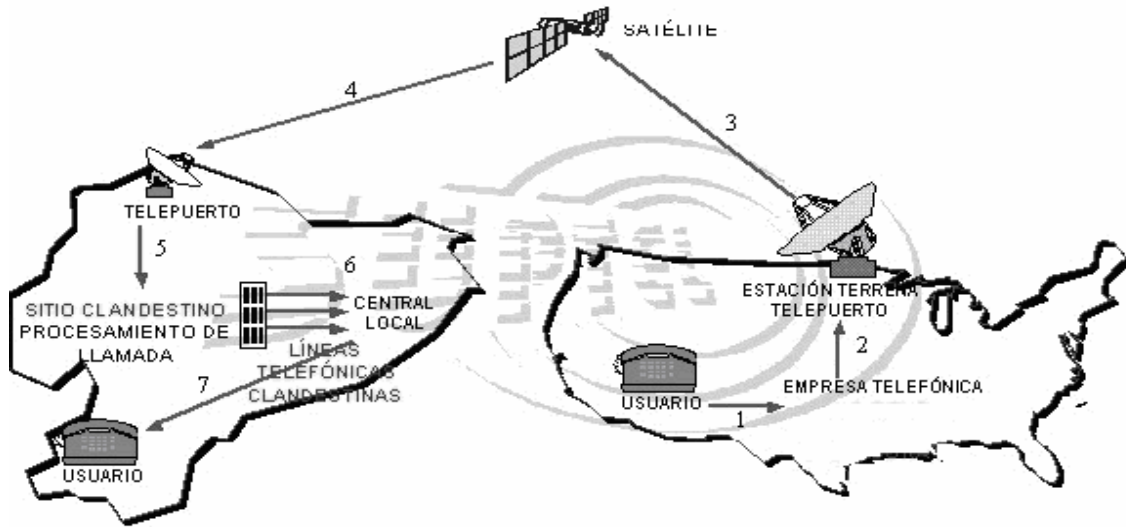 SATÉLITE
4
3
TELEPUERTO
5
6
SITIO CLANDESTINO
PROCESAMIENTO DE
LLAMADA
CENTRAL
LOCAL
LÍNEAS
TELEFÓNICAS
CLANDESTINAS
7
USUARIO
ESTACIÓN TERRENA
TELEPUERTO
2
EMPRESA TELEFÓNICA
USUARIO
1